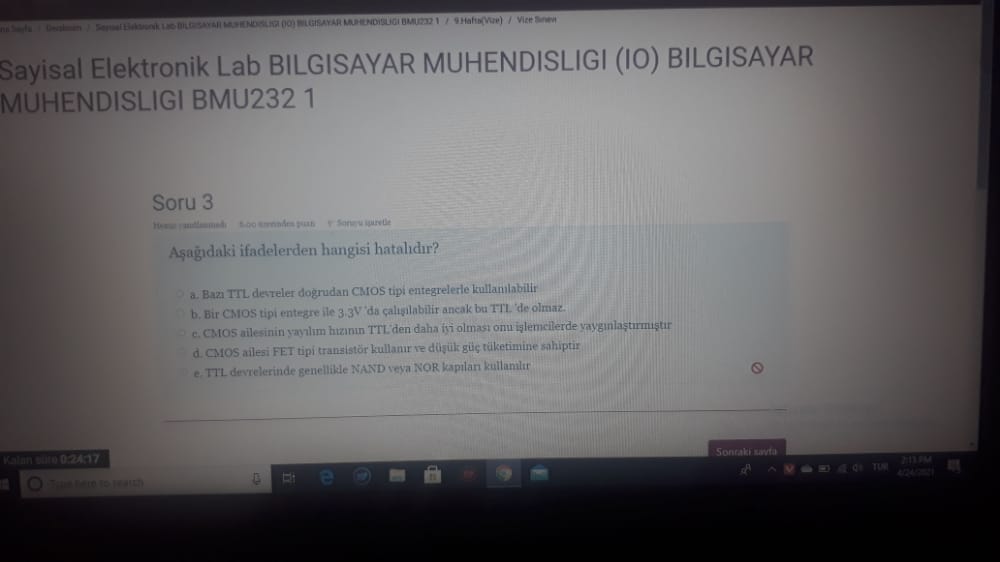 Sayfa / Derslerim / Sayisal Elektronik Lab BILGISAYAR MUHENDISLIGI (IO) BILGISAYAR MUHENDISLIGI BMU232 1 / 9.Hafta(Vize) / Vize Sınavı
Sayisal Elektronik Lab BILGISAYAR MUHENDISLIGI (IO) BILGISAYAR
MUHENDISLIGI BMU232 1
Soru 3
Henüz yanıtlanmadı 8,00 üzerinden puan Soruyu işaretle
Aşağıdaki ifadelerden hangisi hatalıdır?
a. Bazı TTL devreler doğrudan CMOS tipi entegrelerle kullanılabilir
b. Bir CMOS tipi entegre ile 3.3V 'da çalışılabilir ancak bu TTL 'de olmaz.
c. CMOS ailesinin yayılım hızının TTL'den daha iyi olması onu işlemcilerde yaygınlaştırmıştır
d. CMOS ailesi FET tipi transistör kullanır ve düşük güç tüketimine sahiptir
e. TTL devrelerinde genellikle NAND veya NOR kapıları kullanılır
Sonraki sayfa
Kalan süre 0:24:17
Type here to search
TUR
2:13 PM
4/24/2021